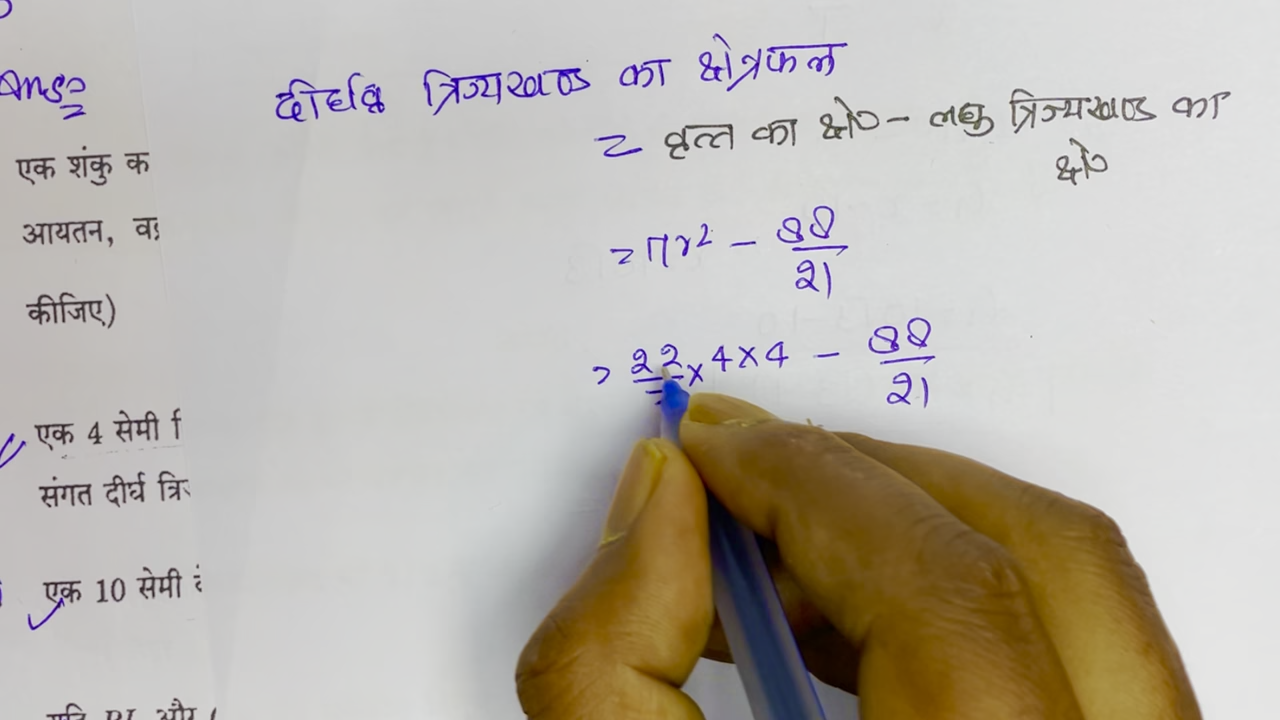 Ans:
दीर्घ त्रिज्यखण्ड का क्षेत्रफल
= वृत्त का क्षे० - लघु त्रिज्यखण्ड का
क्षे०
= πr² - 88/21
= 22/7 × 4 × 4 - 88/21
एक शंकु क
आयतन, व
कीजिए)
एक 4 सेमी
संगत दीर्घ
एक 10 सेमी